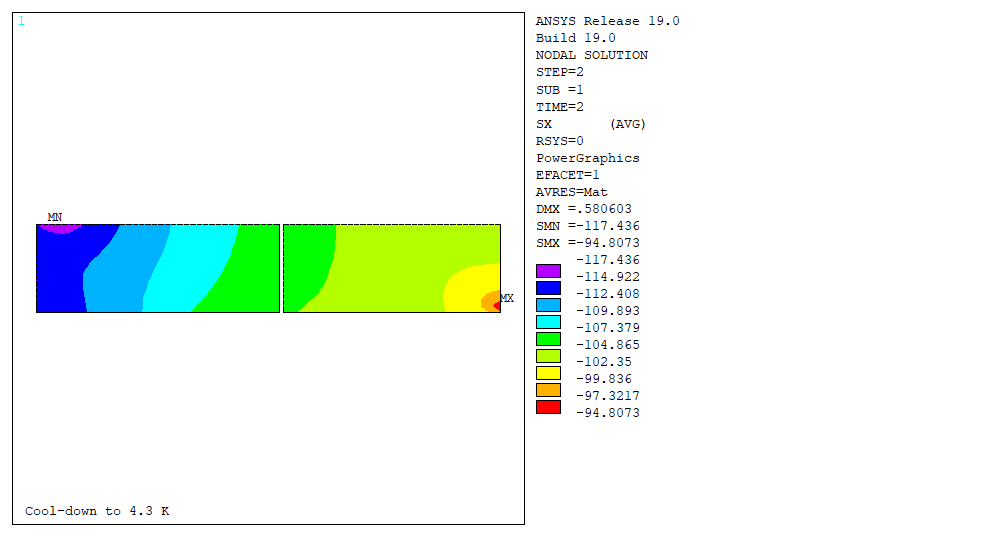 1
ANSYS Release 19.0
Build 19.0
NODAL SOLUTION
STEP=2
SUB =1
TIME=2
SX (AVG)
RSYS=0
PowerGraphics
EFACET=1
AVRES=Mat
DMX =.580603
SMN =-117.436
SMX =-94.8073
-117.436
-114.922
-112.408
-109.893
-107.379
-104.865
-102.35
-99.836
-97.3217
-94.8073
MN
MX
Cool-down to 4.3 K